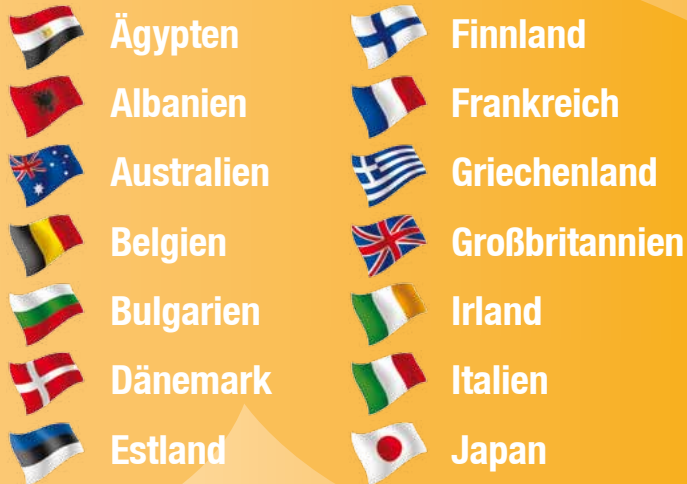 Ägypten
Albanien
Australien
Belgien
Bulgarien
Dänemark
Estland
Finnland
Frankreich
Griechenland
Großbritannien
Irland
Italien
Japan